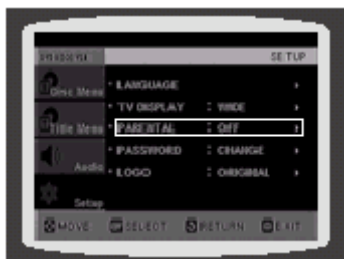 SETUP
Disc Menu
LANGUAGE
TV DISPLAY : WIDE
Title Menu
PARENTAL : OFF
PASSWORD : CHANGE
Audio
LOGO : ORIGINAL
Setup
MOVE SELECT RETURN EXIT